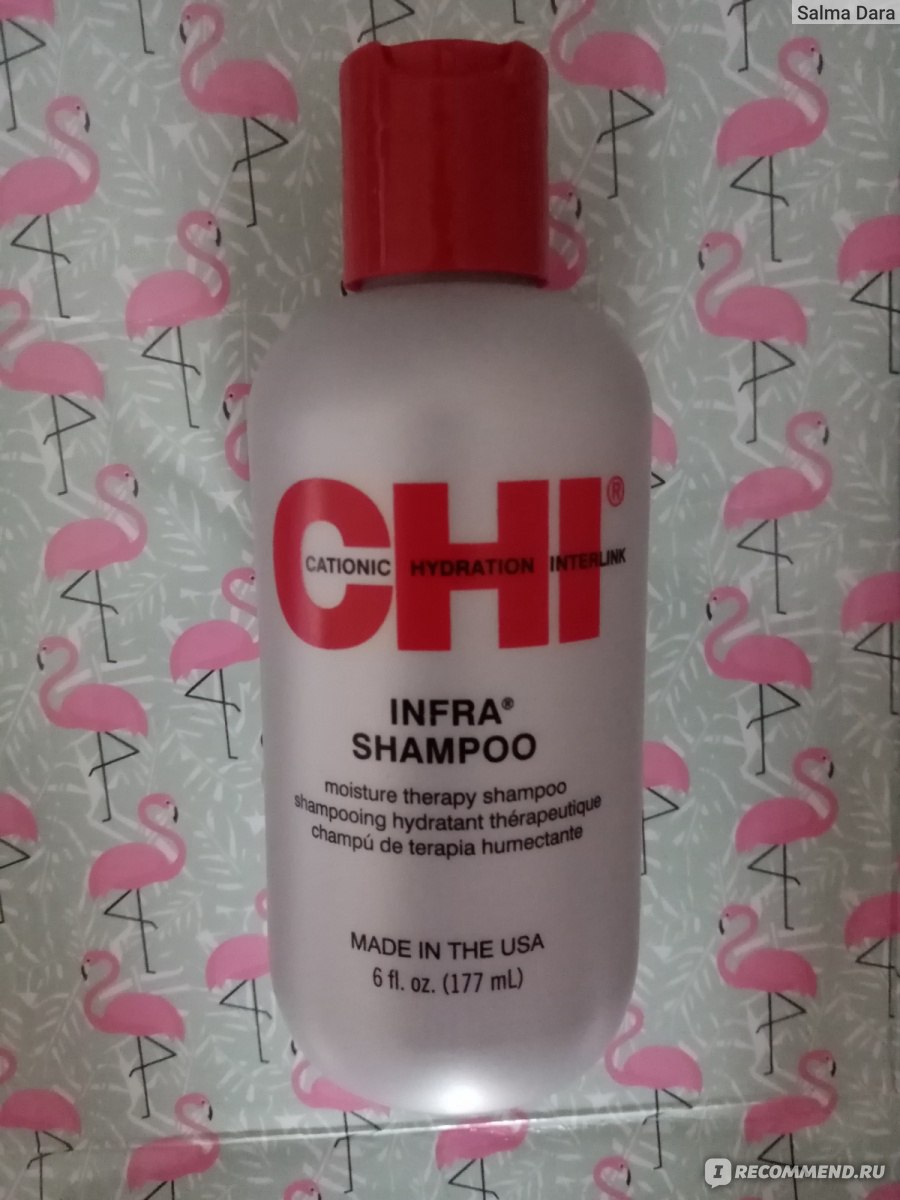 Salma Dara
CHI®
CATIONIC HYDRATION INTERLINK
INFRA®
SHAMPOO
moisture therapy shampoo
shampooing hydratant thérapeutique
champú de terapia humectante
MADE IN THE USA
6 fl. oz. (177 mL)
IRECOMMEND.RU